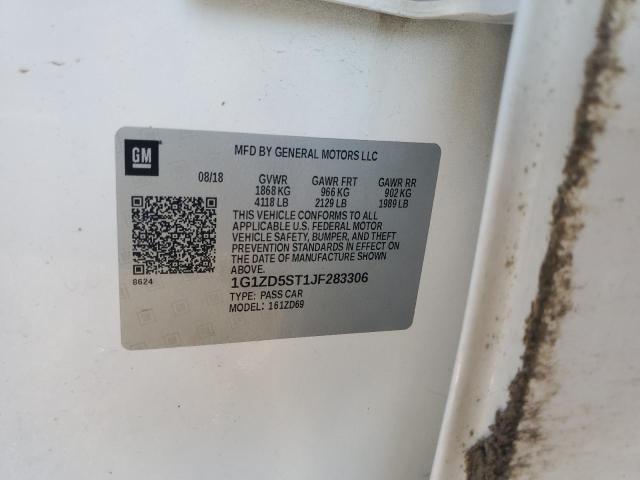 GM
MFD BY GENERAL MOTORS LLC
08/18 GVWR GAWR FRT GAWR RR
1868 KG 966 KG 902 KG
4118 LB 2129 LB 1989 LB
THIS VEHICLE CONFORMS TO ALL
APPLICABLE U.S. FEDERAL MOTOR
VEHICLE SAFETY, BUMPER, AND THEFT
PREVENTION STANDARDS IN EFFECT ON
THE DATE OF MANUFACTURE SHOWN
ABOVE.
8624
1G1ZD5ST1JF283306
TYPE: PASS CAR
MODEL: 161ZD69